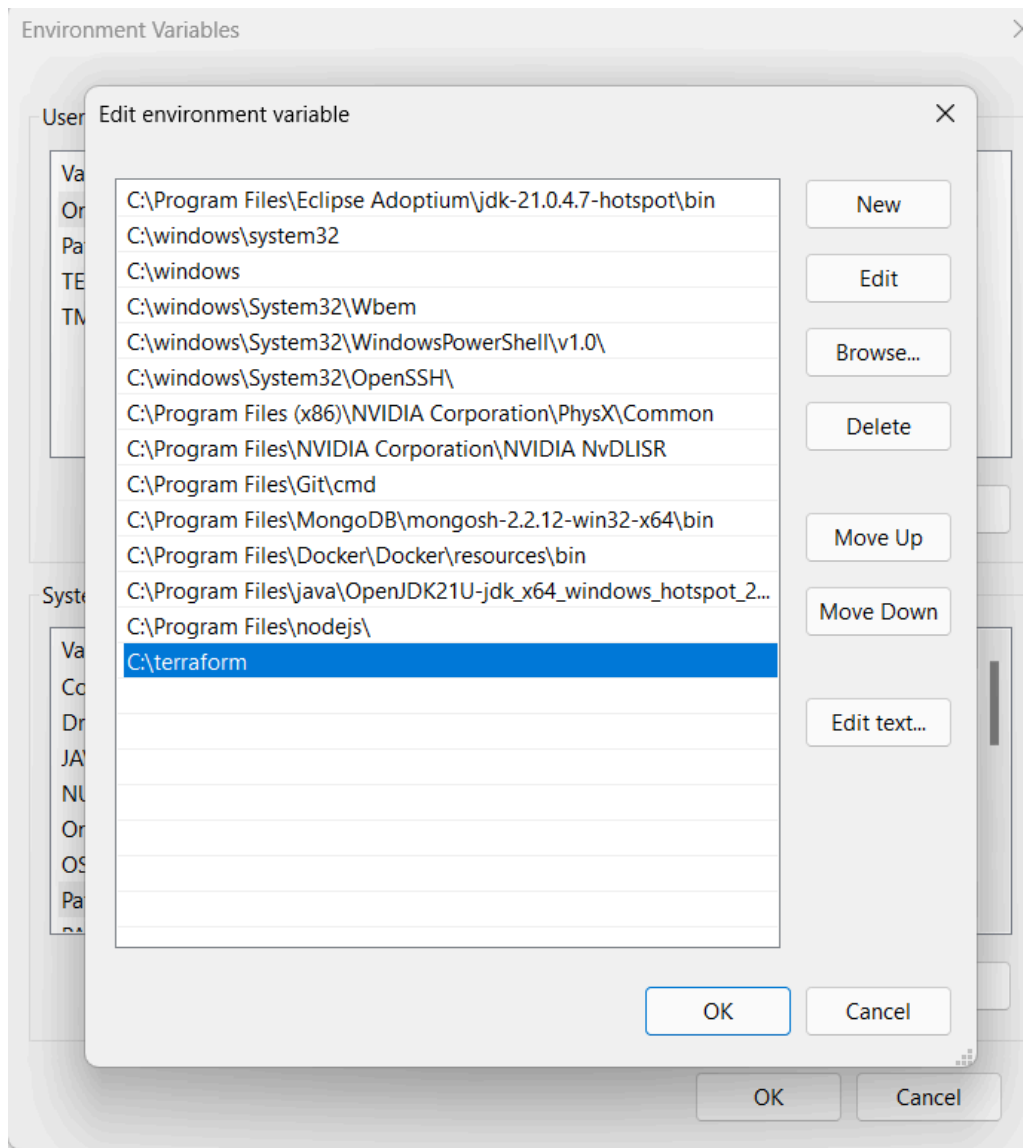 Environment Variables
User
Edit environment variable
Va
Or
Pa
TE
C:\Program Files\Eclipse Adoptium\jdk-21.0.4.7-hotspot\bin
C:\windows\system32
C:\windows
C:\windows\System32\Wbem
C:\windows\System32\WindowsPowerShell\v1.0\
C:\windows\System32\OpenSSH\
C:\Program Files (x86)\NVIDIA Corporation\PhysX\Common
C:\Program Files\NVIDIA Corporation\NVIDIA NvDLISR
C:\Program Files\Git\cmd
C:\Program Files\MongoDB\mongosh-2.2.12-win32-x64\bin
C:\Program Files\Docker\Docker\resources\bin
C:\Program Files\java\OpenJDK21U-jdk_x64_windows_hotspot_2...
C:\Program Files\nodejs\
C:\terraform
New
Edit
Browse...
Delete
Move Up
Move Down
Edit text...
Syste
Va
Co
Dr
JA
Or
OS
Pa
OK
Cancel
OK
Cancel